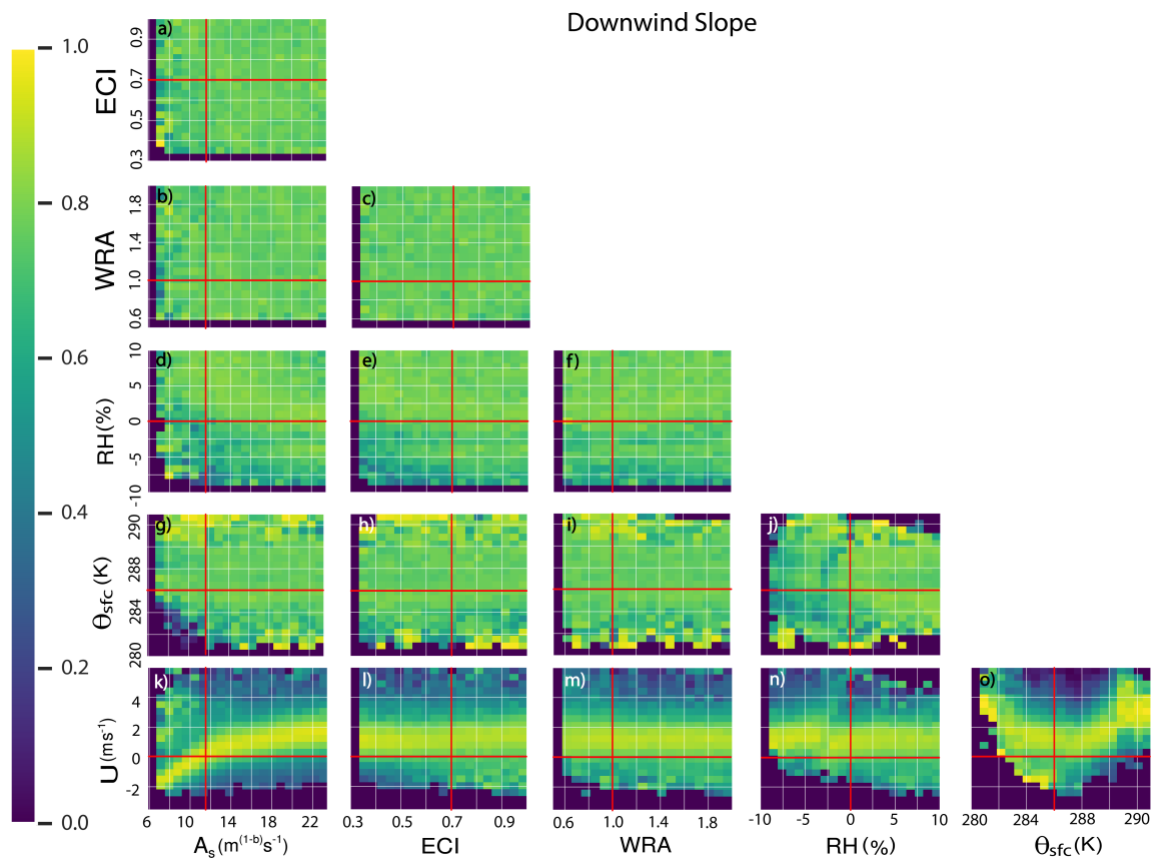 Downwind Slope
1.0
0.8
0.6
0.4
0.2
0.0
a)
ECI
0.9
0.7
0.5
0.3
b) c)
WRA
1.8
1.4
1.0
0.6
d) e) f)
RH(%)
10
5
0
-5
-10
g) h) i) j)
θsfc(K)
290
288
284
280
k) l) m) n) o)
U(ms⁻¹)
4
2
0
-2
6 10 14 18 22 0.3 0.5 0.7 0.9 0.6 1.0 1.4 1.8 -10 -5 0 5 10 280 284 288 290
As(m(1-b)s-1) ECI WRA RH(%) θsfc(K)